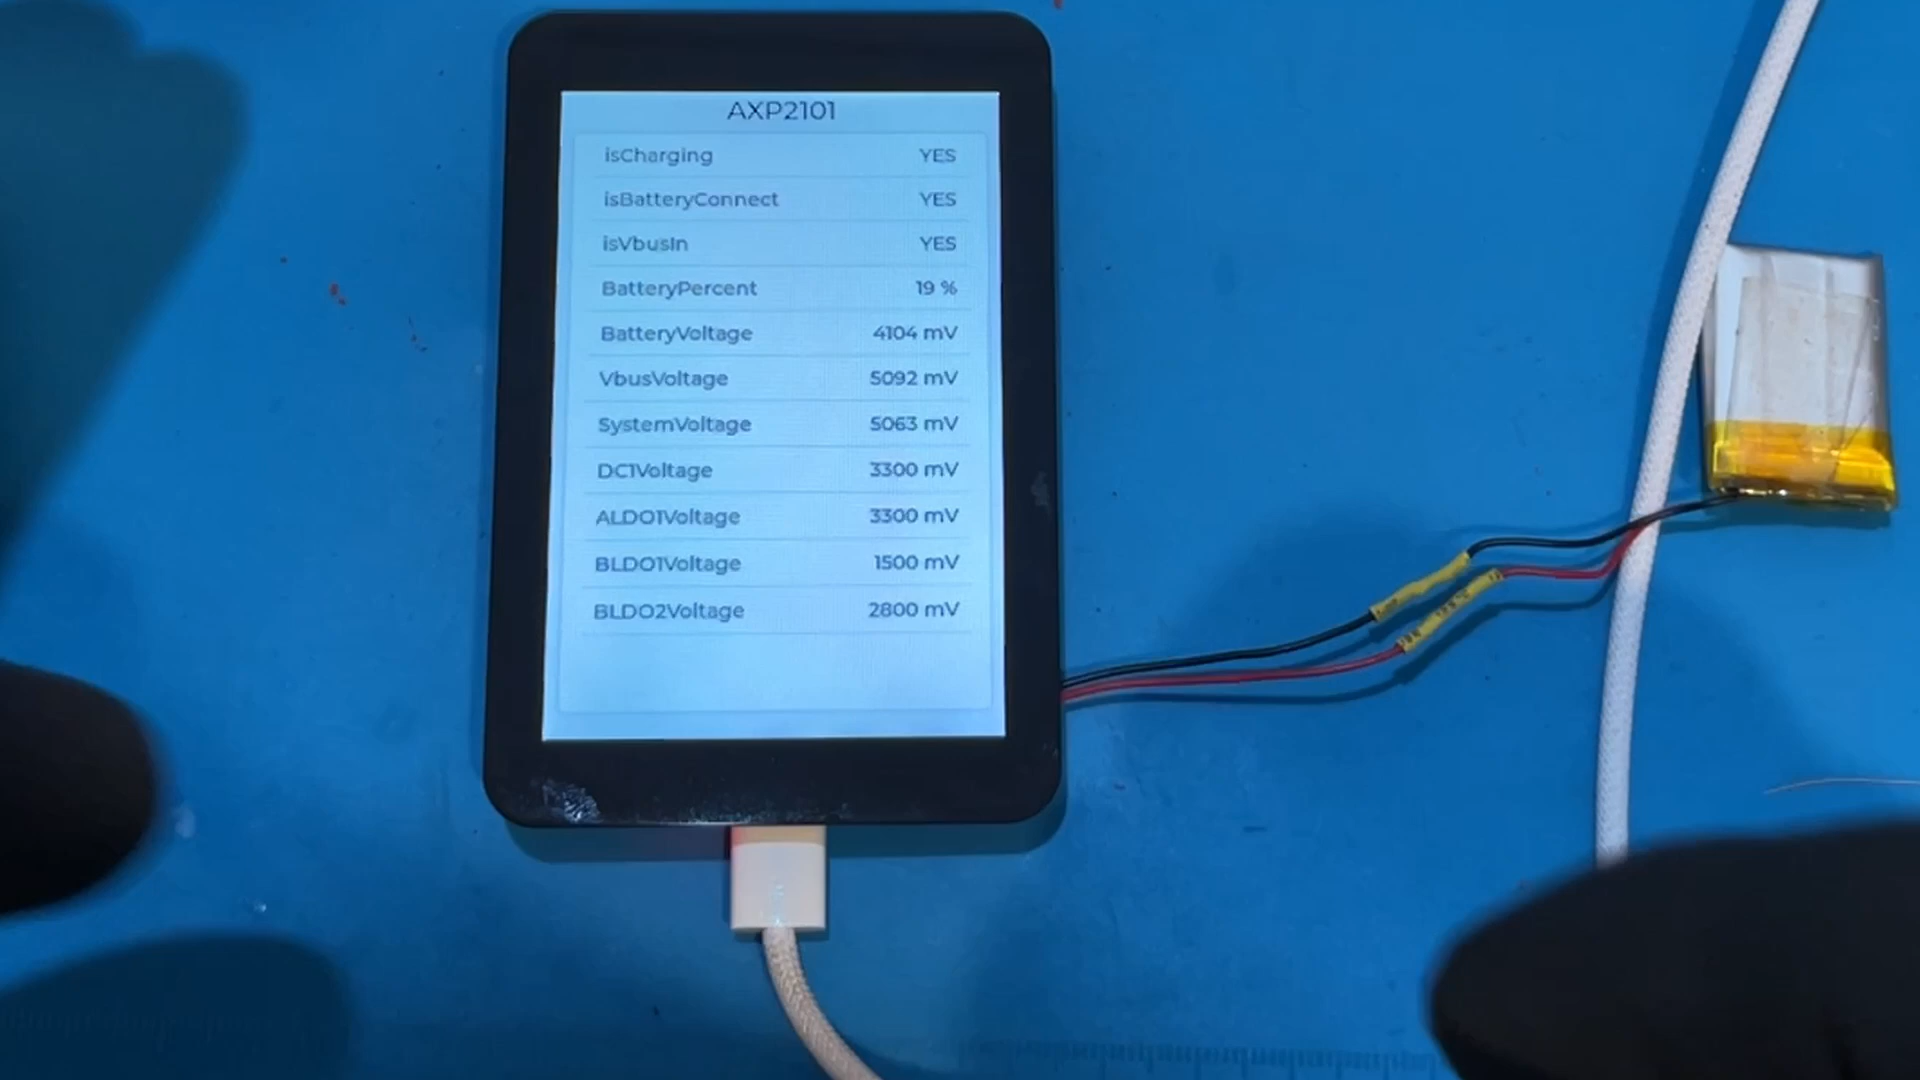 AXP2101
isCharging YES
isBatteryConnect YES
isVbusIn YES
BatteryPercent 19 %
BatteryVoltage 4104 mV
VbusVoltage 5092 mV
SystemVoltage 5063 mV
DC1Voltage 3300 mV
ALDO1Voltage 3300 mV
BLDO1Voltage 1500 mV
BLDO2Voltage 2800 mV